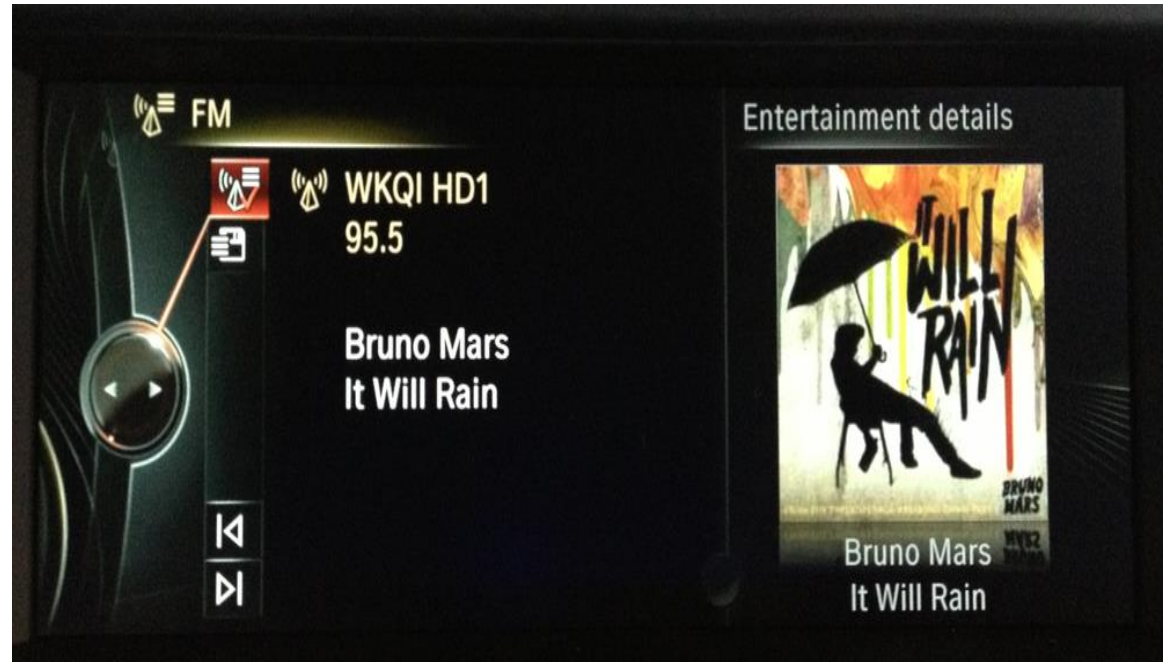 FM
WKQI HD1
95.5
Bruno Mars
It Will Rain
Entertainment details
IT
WILL
RAIN
BRUNO
MARS
Bruno Mars
It Will Rain